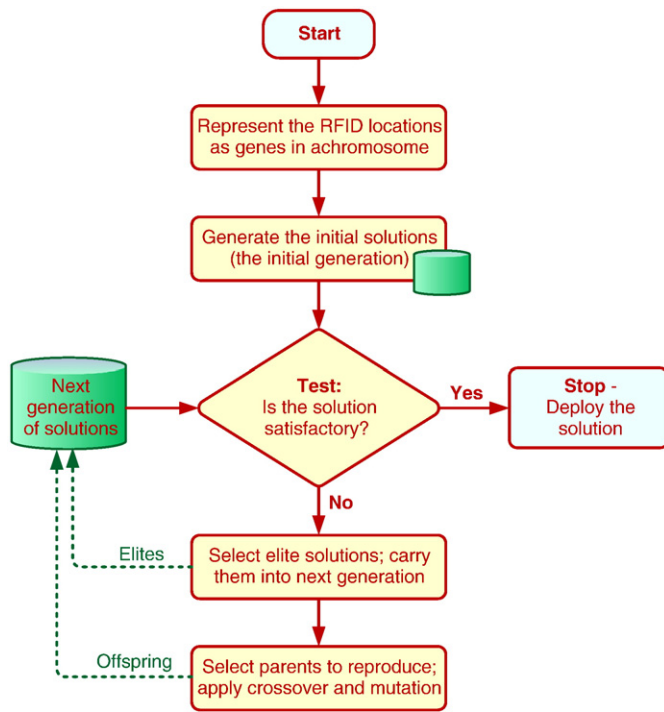 Start
Represent the RFID locations
as genes in achromosome
Generate the initial solutions
(the initial generation)
Next
generation
of solutions
Test:
Is the solution
satisfactory?
Yes
Stop -
Deploy the
solution
No
Elites
Select elite solutions; carry
them into next generation
Offspring
Select parents to reproduce;
apply crossover and mutation